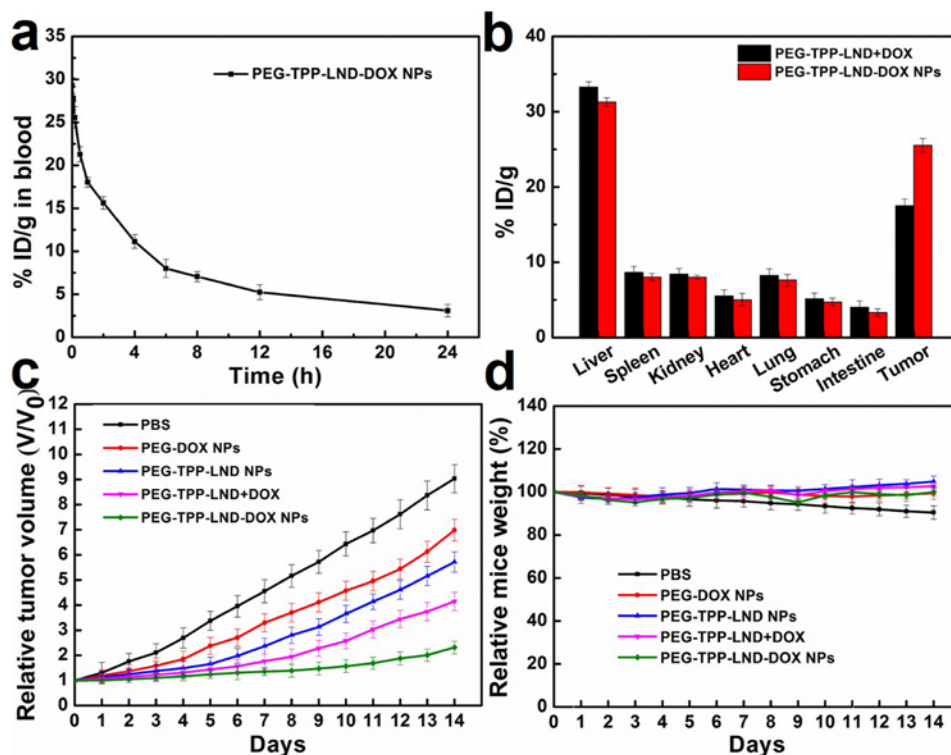 a
% ID/g in blood
35
30
25
20
15
10
5
0
PEG-TPP-LND-DOX NPs
0 4 8 12 16 20 24
Time (h)
b
% ID/g
40
30
20
10
0
PEG-TPP-LND+DOX
PEG-TPP-LND-DOX NPs
Liver Spleen Kidney Heart Lung Stomach Intestine Tumor
c
Relative tumor volume (V/V0)
12
11
10
9
8
7
6
5
4
3
2
1
0
PBS
PEG-DOX NPs
PEG-TPP-LND NPs
PEG-TPP-LND+DOX
PEG-TPP-LND-DOX NPs
0 1 2 3 4 5 6 7 8 9 10 11 12 13 14
Days
d
Relative mice weight (%)
140
120
100
80
60
40
20
0
PBS
PEG-DOX NPs
PEG-TPP-LND NPs
PEG-TPP-LND+DOX
PEG-TPP-LND-DOX NPs
0 1 2 3 4 5 6 7 8 9 10 11 12 13 14
Days